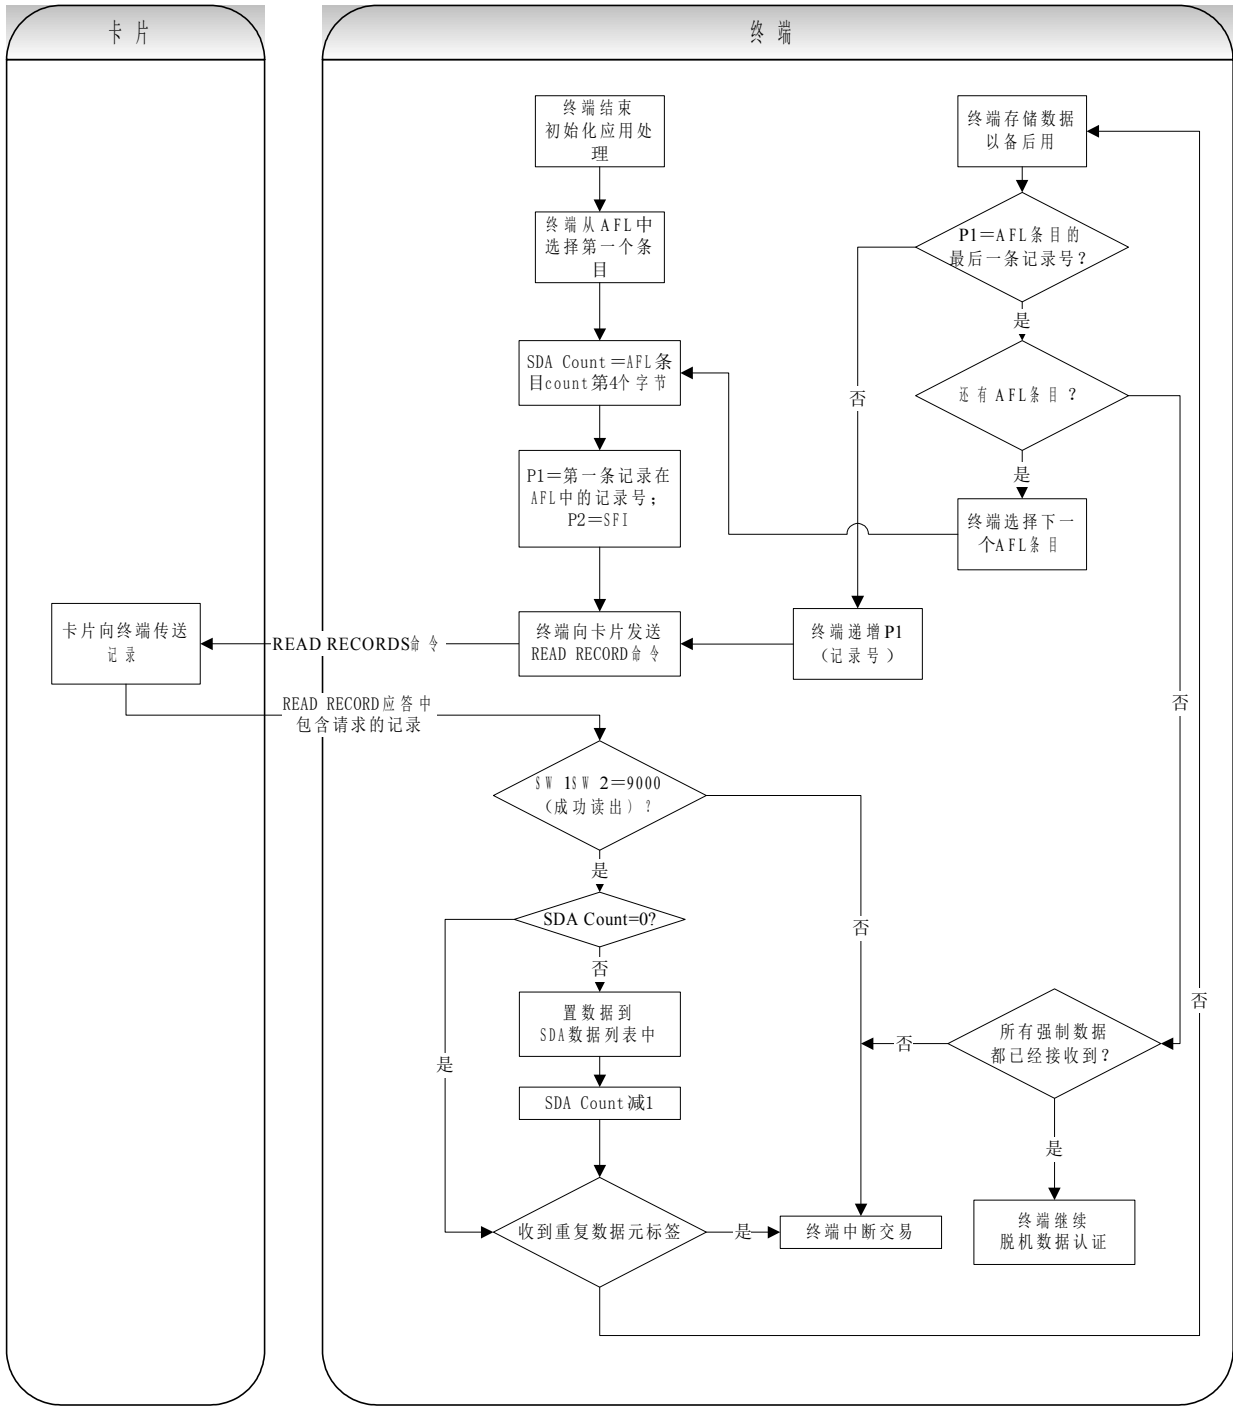 卡片
终端
终端结束
初始化应用处
理
终端从AFL中
选择第一个条
目
SDA Count=AFL条
目count第4个字节
P1=第一条记录在
AFL中的记录号;
P2=SFI
终端向卡片发送
READ RECORD命令
READ RECORDS命令
卡片向终端传送
记录
READ RECORD应答中
包含请求的记录
SW1SW2=9000
(成功读出)?
是
否
SDA Count=0?
否
是
置数据到
SDA数据列表中
SDA Count减1
收到重复数据元标签
是
终端中断交易
否
终端存储数据
以备后用
P1=AFL条目的
最后一条记录号?
是
否
还有AFL条目?
是
否
终端选择下一
个AFL条目
终端递增P1
(记录号)
所有强制数据
都已经接收到?
否
是
终端继续
脱机数据认证